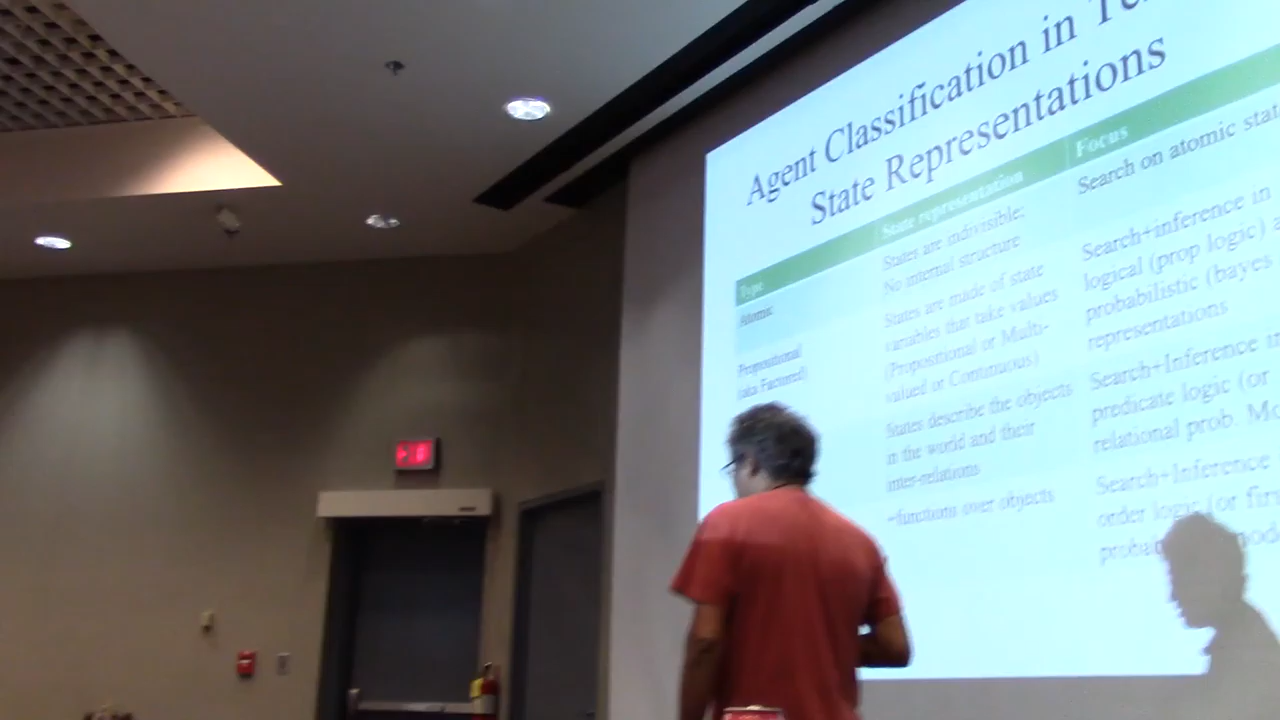 Agent Classification in Te
State Representations
Type
State representation
Focus
Atomic
States are indivisible;
No internal structure
Search on atomic stat
Propositional
(aka Factored)
States are made of state
variables that take values
(Propositional or Multi-
valued or Continuous)
Search+inference in
logical (prop logic) a
probabilistic (bayes
representations
States describe the objects
in the world and their
inter-relations
Search+Inference in
predicate logic (or
relational prob. Mo
+functions over objects
Search+Inference
order logic (or fir